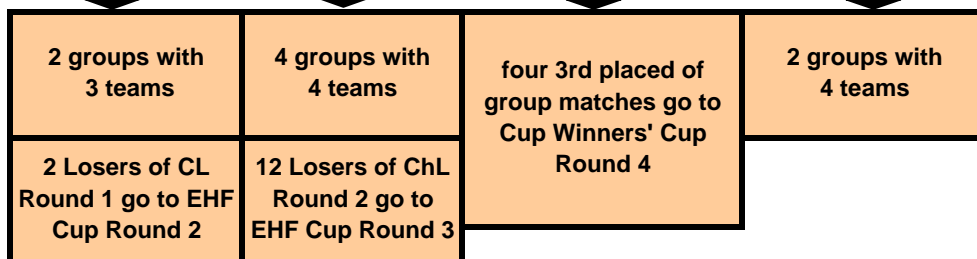 2 groups with
3 teams
4 groups with
4 teams
four 3rd placed of
group matches go to
Cup Winners' Cup
Round 4
2 groups with
4 teams
2 Losers of CL
Round 1 go to EHF
Cup Round 2
12 Losers of ChL
Round 2 go to
EHF Cup Round 3